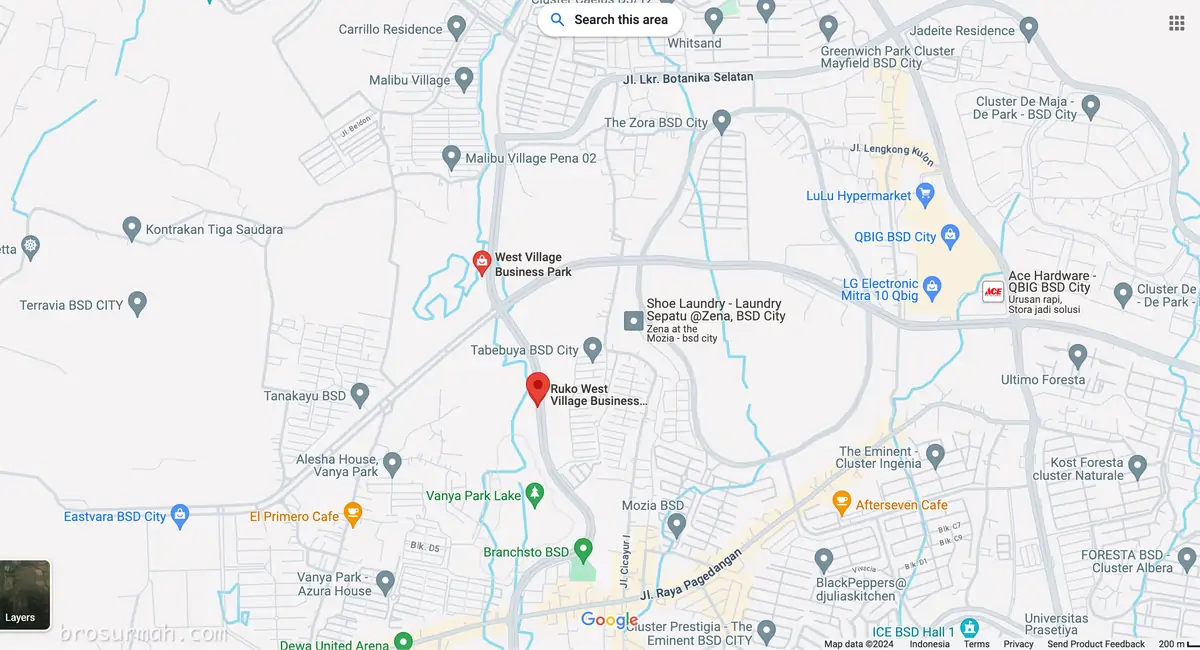 Cluster Caelus B3/12
Search this area
Carrillo Residence
Whitsand
Jadeite Residence
Greenwich Park Cluster
Mayfield BSD City
Malibu Village
Jl. Lkr. Botanika Selatan
Cluster De Maja -
De Park - BSD City
Jl. Beldon
The Zora BSD City
Jl. Lengkong Kulon
Malibu Village Pena 02
LuLu Hypermarket
Kontrakan Tiga Saudara
QBIG BSD City
etta
West Village
Business Park
Ace Hardware -
QBIG BSD City
Urusan rapi,
Stora jadi solusi
LG Electronic
Mitra 10 Qbig
Cluster De
- De Park -
Terravia BSD CITY
Shoe Laundry - Laundry
Sepatu @Zena, BSD City
Zena at the
Mozia - bsd city
Tabebuya BSD City
Ultimo Foresta
Tanakayu BSD
Ruko West
Village Business...
Alesha House,
Vanya Park
The Eminent -
Cluster Ingenia
Kost Foresta
cluster Naturale
Vanya Park Lake
Eastvara BSD City
El Primero Cafe
Mozia BSD
Afterseven Cafe
Blk. C7
Blk. C9
Blk. D5
Branchsto BSD
Jl. Cicayur I
Jl. Raya Pagedangan
Vivacia
Blk. D1
FORESTA BSD -
Cluster Albera
Vanya Park -
Azura House
BlackPeppers@
djuliaskitchen
Layers
brosurmah.com
Google
Cluster Prestigia - The
Eminent BSD CITY
ICE BSD Hall 1
Universitas
Prasetiya
Dewa United Arena
Map data ©2024
Indonesia
Terms
Privacy
Send Product Feedback
200 m